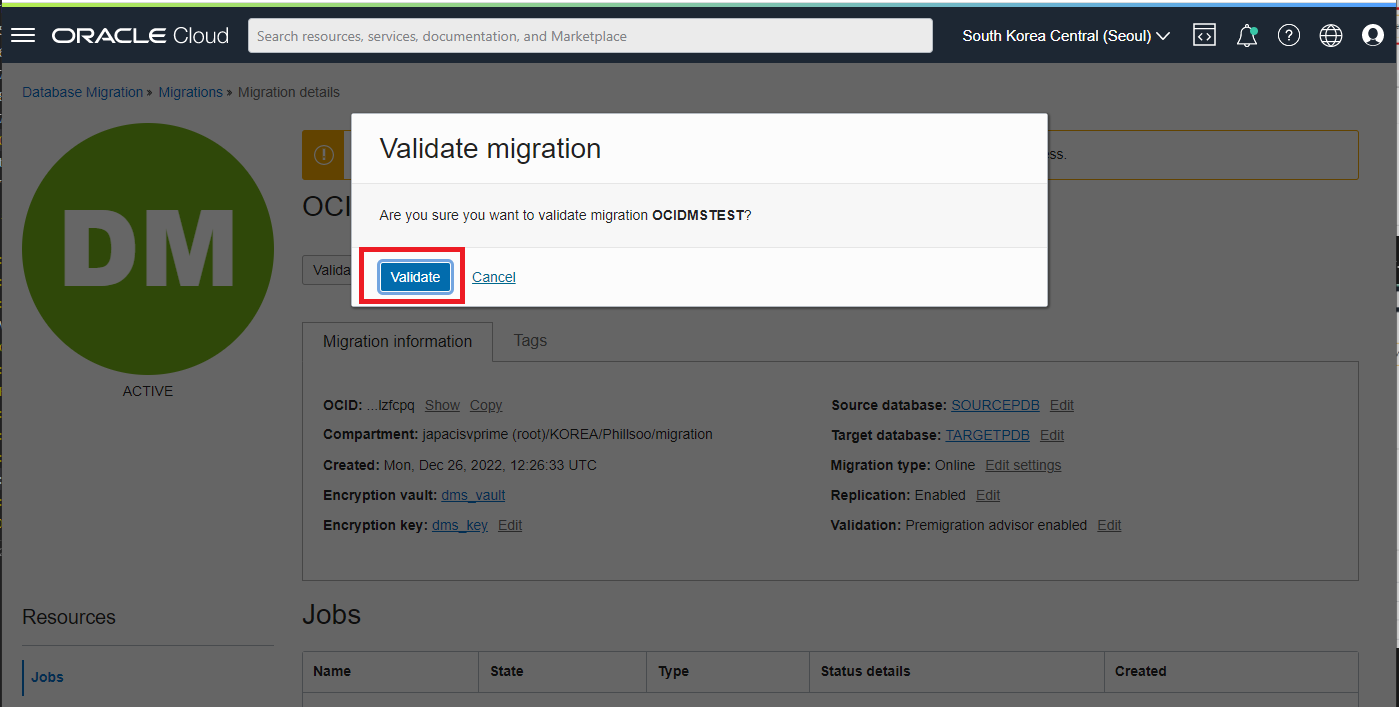 ORACLE Cloud
Search resources, services, documentation, and Marketplace
South Korea Central (Seoul)
Database Migration » Migrations » Migration details
DM
ACTIVE
ess.
OCI
Valida
Validate migration
Are you sure you want to validate migration OCIDMSTEST?
Validate Cancel
Migration information Tags
OCID: ...lzfcpq Show Copy
Compartment: japacisvprime (root)/KOREA/Phillsoo/migration
Created: Mon, Dec 26, 2022, 12:26:33 UTC
Encryption vault: dms_vault
Encryption key: dms_key Edit
Source database: SOURCEPDB Edit
Target database: TARGETPDB Edit
Migration type: Online Edit settings
Replication: Enabled Edit
Validation: Premigration advisor enabled Edit
Resources
Jobs
Jobs
Name State Type Status details Created